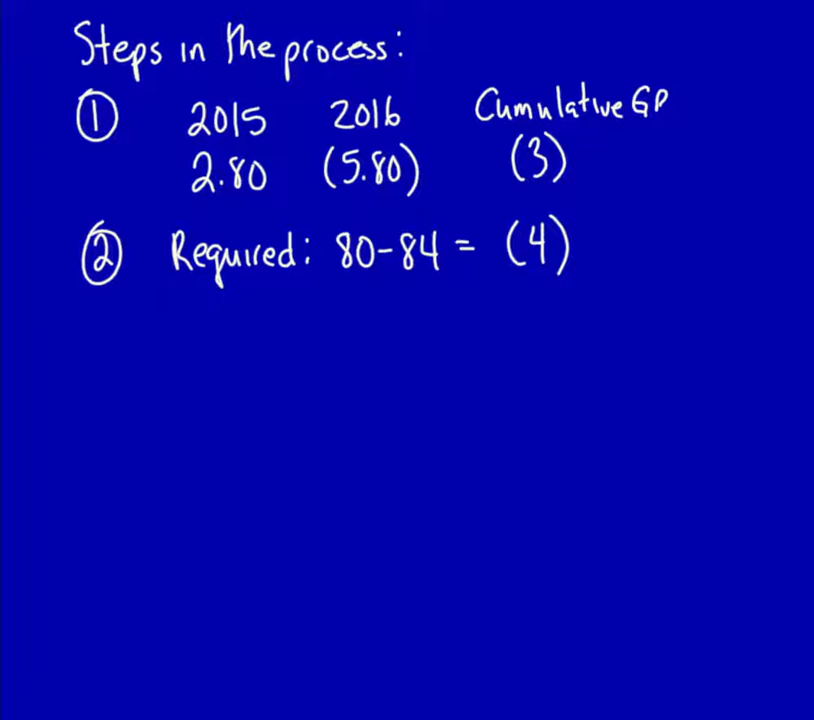 Steps in the process:
① 2015 2016 Cumulative GP
2.80 (5.80) (3)
② Required: 80-84 = (4)